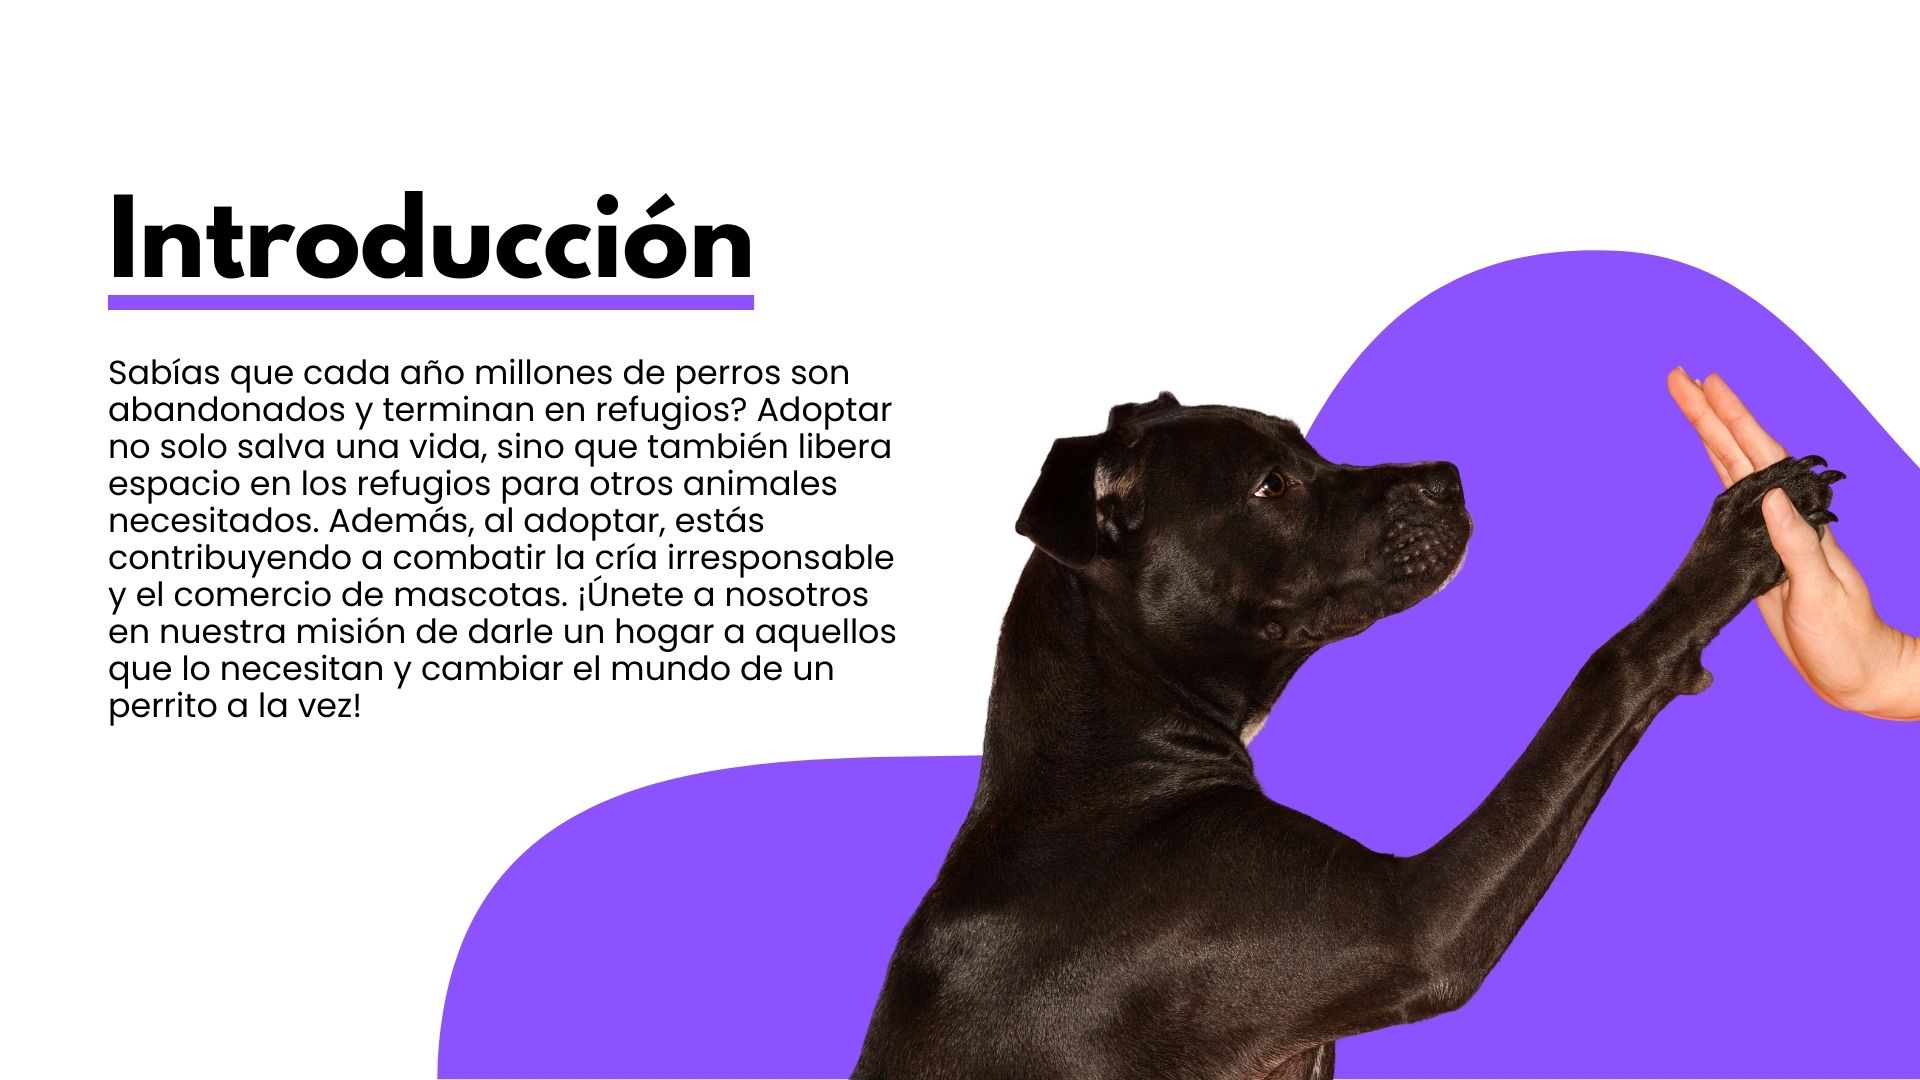 Introducción
Sabías que cada año millones de perros son
abandonados y terminan en refugios? Adoptar
no solo salva una vida, sino que también libera
espacio en los refugios para otros animales
necesitados. Además, al adoptar, estás
contribuyendo a combatir la cría irresponsable
y el comercio de mascotas. ¡Únete a nosotros
en nuestra misión de darle un hogar a aquellos
que lo necesitan y cambiar el mundo de un
perrito a la vez!